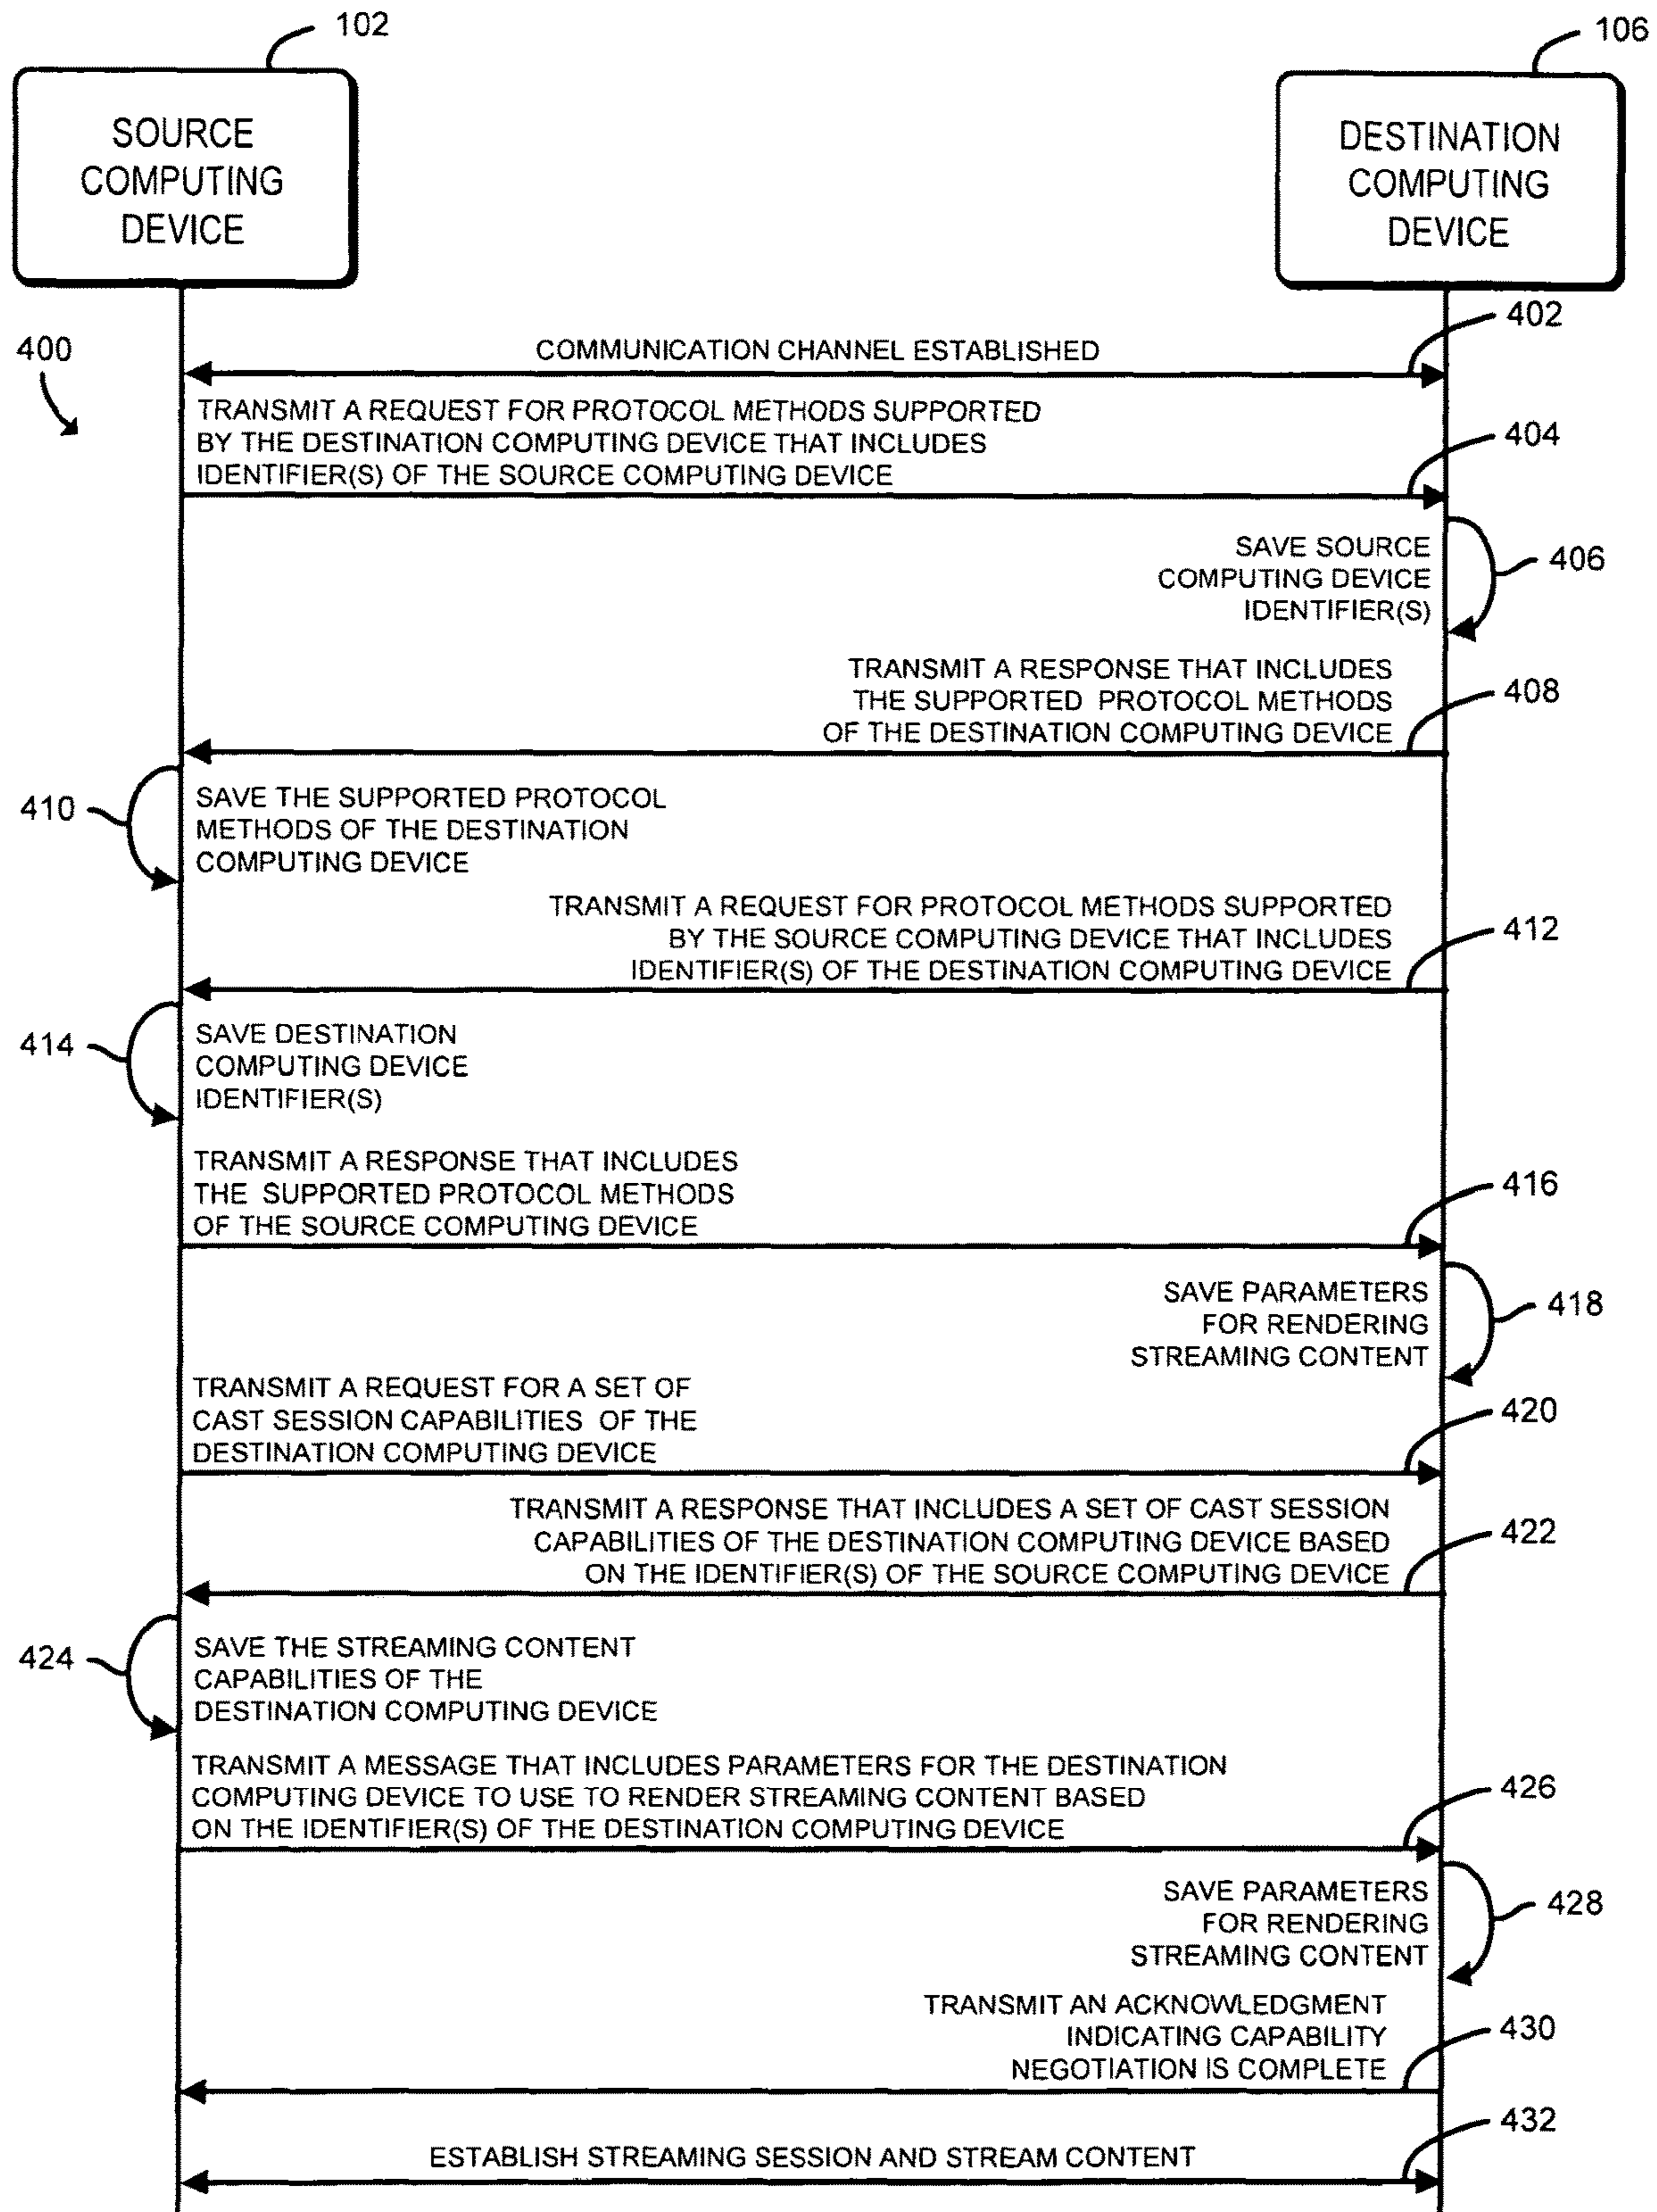 102
106
SOURCE
COMPUTING
DEVICE
DESTINATION
COMPUTING
DEVICE
400
COMMUNICATION CHANNEL ESTABLISHED
402
TRANSMIT A REQUEST FOR PROTOCOL METHODS SUPPORTED
BY THE DESTINATION COMPUTING DEVICE THAT INCLUDES
IDENTIFIER(S) OF THE SOURCE COMPUTING DEVICE
404
SAVE SOURCE
COMPUTING DEVICE
IDENTIFIER(S)
406
TRANSMIT A RESPONSE THAT INCLUDES
THE SUPPORTED PROTOCOL METHODS
OF THE DESTINATION COMPUTING DEVICE
408
410
SAVE THE SUPPORTED PROTOCOL
METHODS OF THE DESTINATION
COMPUTING DEVICE
TRANSMIT A REQUEST FOR PROTOCOL METHODS SUPPORTED
BY THE SOURCE COMPUTING DEVICE THAT INCLUDES
IDENTIFIER(S) OF THE DESTINATION COMPUTING DEVICE
412
414
SAVE DESTINATION
COMPUTING DEVICE
IDENTIFIER(S)
TRANSMIT A RESPONSE THAT INCLUDES
THE SUPPORTED PROTOCOL METHODS
OF THE SOURCE COMPUTING DEVICE
416
SAVE PARAMETERS
FOR RENDERING
STREAMING CONTENT
418
TRANSMIT A REQUEST FOR A SET OF
CAST SESSION CAPABILITIES OF THE
DESTINATION COMPUTING DEVICE
420
TRANSMIT A RESPONSE THAT INCLUDES A SET OF CAST SESSION
CAPABILITIES OF THE DESTINATION COMPUTING DEVICE BASED
ON THE IDENTIFIER(S) OF THE SOURCE COMPUTING DEVICE
422
424
SAVE THE STREAMING CONTENT
CAPABILITIES OF THE
DESTINATION COMPUTING DEVICE
TRANSMIT A MESSAGE THAT INCLUDES PARAMETERS FOR THE DESTINATION
COMPUTING DEVICE TO USE TO RENDER STREAMING CONTENT BASED
ON THE IDENTIFIER(S) OF THE DESTINATION COMPUTING DEVICE
426
SAVE PARAMETERS
FOR RENDERING
STREAMING CONTENT
428
TRANSMIT AN ACKNOWLEDGMENT
INDICATING CAPABILITY
NEGOTIATION IS COMPLETE
430
ESTABLISH STREAMING SESSION AND STREAM CONTENT
432